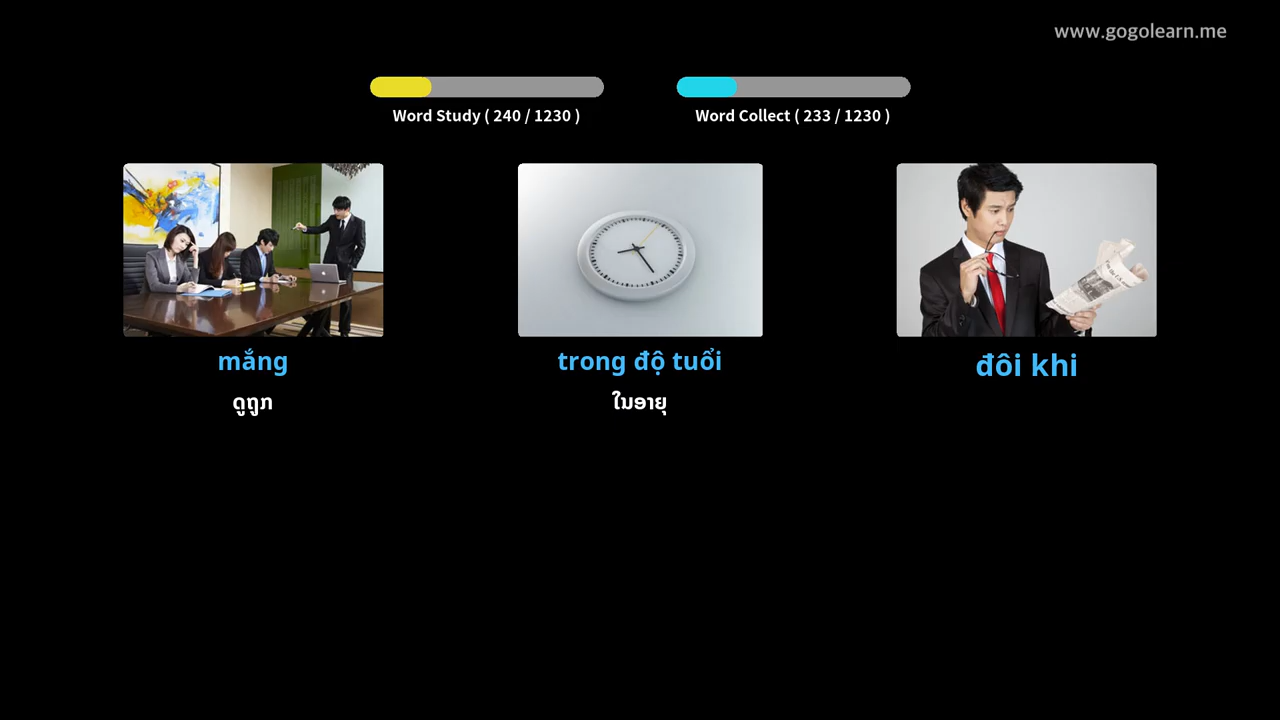 www.gogolearn.me
Word Study ( 240 / 1230 )
Word Collect ( 233 / 1230 )
mắng
trong độ tuổi
đôi khi
ດູຖູກ
ໃນອາຍຸ